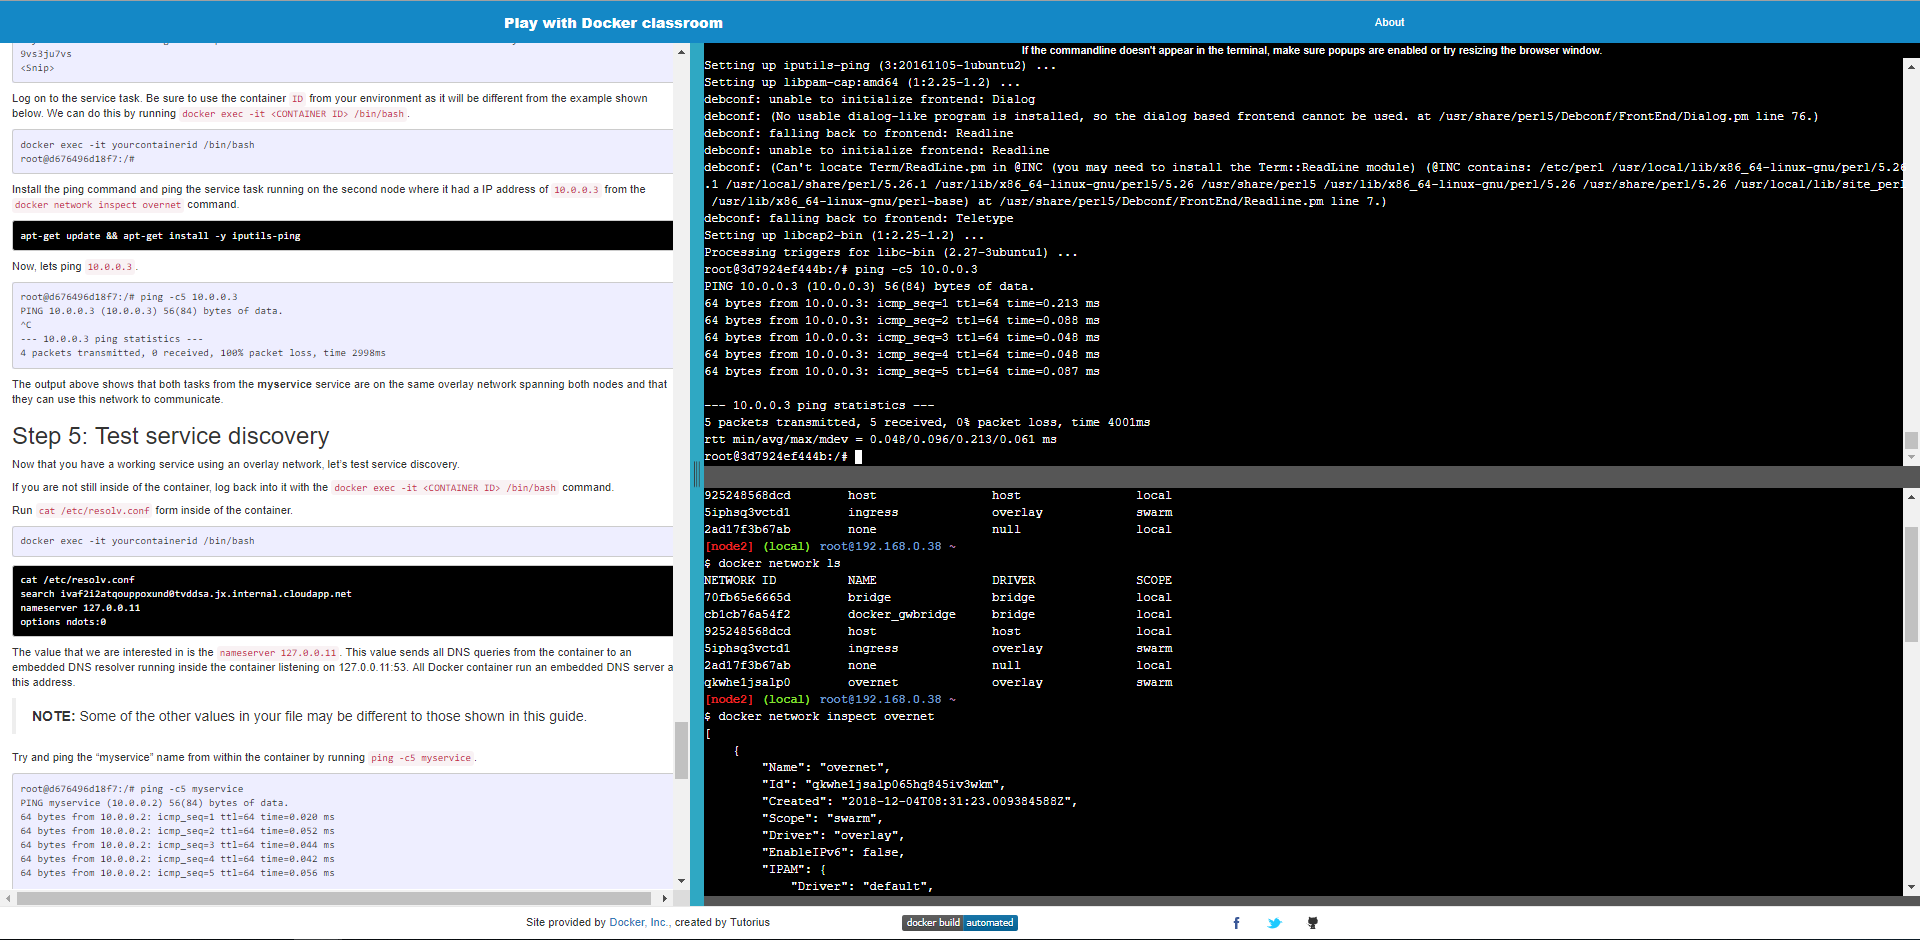 Play with Docker classroom
About
9vs3ju7vs
<Snip>
Log on to the service task. Be sure to use the container ID from your environment as it will be different from the example shown
below. We can do this by running docker exec -it <CONTAINER ID> /bin/bash .
docker exec -it yourcontainerid /bin/bash
root@d676496d18f7:/#
Install the ping command and ping the service task running on the second node where it had a IP address of 10.0.0.3 from the
docker network inspect overnet command.
apt-get update && apt-get install -y iputils-ping
Now, lets ping 10.0.0.3 .
root@d676496d18f7:/# ping -c5 10.0.0.3
PING 10.0.0.3 (10.0.0.3) 56(84) bytes of data.
^C
--- 10.0.0.3 ping statistics ---
4 packets transmitted, 0 received, 100% packet loss, time 2998ms
The output above shows that both tasks from the myservice service are on the same overlay network spanning both nodes and that
they can use this network to communicate.
Step 5: Test service discovery
Now that you have a working service using an overlay network, let's test service discovery.
If you are not still inside of the container, log back into it with the docker exec -it <CONTAINER ID> /bin/bash command.
Run cat /etc/resolv.conf form inside of the container.
docker exec -it yourcontainerid /bin/bash
cat /etc/resolv.conf
search ivaf2i2atqouppoxund0tvddsa.jx.internal.cloudapp.net
nameserver 127.0.0.11
options ndots:0
The value that we are interested in is the nameserver 127.0.0.11 . This value sends all DNS queries from the container to an
embedded DNS resolver running inside the container listening on 127.0.0.11:53. All Docker container run an embedded DNS server a
this address.
NOTE: Some of the other values in your file may be different to those shown in this guide.
Try and ping the “myservice” name from within the container by running ping -c5 myservice .
root@d676496d18f7:/# ping -c5 myservice
PING myservice (10.0.0.2) 56(84) bytes of data.
64 bytes from 10.0.0.2: icmp_seq=1 ttl=64 time=0.020 ms
64 bytes from 10.0.0.2: icmp_seq=2 ttl=64 time=0.052 ms
64 bytes from 10.0.0.2: icmp_seq=3 ttl=64 time=0.044 ms
64 bytes from 10.0.0.2: icmp_seq=4 ttl=64 time=0.042 ms
64 bytes from 10.0.0.2: icmp_seq=5 ttl=64 time=0.056 ms
If the commandline doesn't appear in the terminal, make sure popups are enabled or try resizing the browser window.
Setting up iputils-ping (3:20161105-1ubuntu2) ...
Setting up libpam-cap:amd64 (1:2.25-1.2) ...
debconf: unable to initialize frontend: Dialog
debconf: (No usable dialog-like program is installed, so the dialog based frontend cannot be used. at /usr/share/perl5/Debconf/FrontEnd/Dialog.pm line 76.)
debconf: falling back to frontend: Readline
debconf: unable to initialize frontend: Readline
debconf: (Can't locate Term/ReadLine.pm in @INC (you may need to install the Term::ReadLine module) (@INC contains: /etc/perl /usr/local/lib/x86_64-linux-gnu/perl/5.26
.1 /usr/local/share/perl/5.26.1 /usr/lib/x86_64-linux-gnu/perl5/5.26 /usr/share/perl5 /usr/lib/x86_64-linux-gnu/perl/5.26 /usr/share/perl/5.26 /usr/local/lib/site_perl
/usr/lib/x86_64-linux-gnu/perl-base) at /usr/share/perl5/Debconf/FrontEnd/Readline.pm line 7.)
debconf: falling back to frontend: Teletype
Setting up libcap2-bin (1:2.25-1.2) ...
Processing triggers for libc-bin (2.27-3ubuntu1) ...
root@3d7924ef444b:/# ping -c5 10.0.0.3
PING 10.0.0.3 (10.0.0.3) 56(84) bytes of data.
64 bytes from 10.0.0.3: icmp_seq=1 ttl=64 time=0.213 ms
64 bytes from 10.0.0.3: icmp_seq=2 ttl=64 time=0.088 ms
64 bytes from 10.0.0.3: icmp_seq=3 ttl=64 time=0.048 ms
64 bytes from 10.0.0.3: icmp_seq=4 ttl=64 time=0.048 ms
64 bytes from 10.0.0.3: icmp_seq=5 ttl=64 time=0.087 ms
--- 10.0.0.3 ping statistics ---
5 packets transmitted, 5 received, 0% packet loss, time 4001ms
rtt min/avg/max/mdev = 0.048/0.096/0.213/0.061 ms
root@3d7924ef444b:/#
925248568dcd host host local
5iphsq3vctd1 ingress overlay swarm
2ad17f3b67ab none null local
[node2] (local) root@192.168.0.38 ~
$ docker network ls
NETWORK ID NAME DRIVER SCOPE
70fb65e6665d bridge bridge local
cb1cb76a54f2 docker_gwbridge bridge local
925248568dcd host host local
5iphsq3vctd1 ingress overlay swarm
2ad17f3b67ab none null local
qkwhe1jsalp0 overnet overlay swarm
[node2] (local) root@192.168.0.38 ~
$ docker network inspect overnet
[
{
"Name": "overnet",
"Id": "qkwhe1jsalp065hq845iv3wkm",
"Created": "2018-12-04T08:31:23.009384588Z",
"Scope": "swarm",
"Driver": "overlay",
"EnableIPv6": false,
"IPAM": {
"Driver": "default",
Site provided by Docker, Inc., created by Tutorius
docker build automated